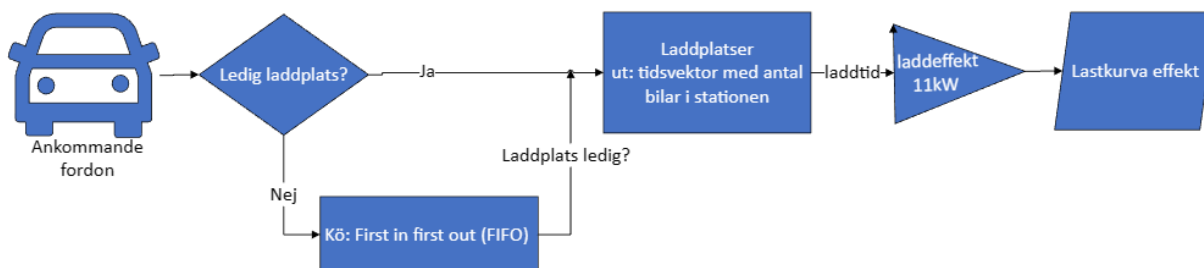 Ankommande
fordon
Ledig laddplats?
Ja
Nej
Kö: First in first out (FIFO)
Laddplats ledig?
Laddplatser
ut: tidsvektor med antal
bilar i stationen
laddtid
laddeffekt
11kW
Lastkurva effekt